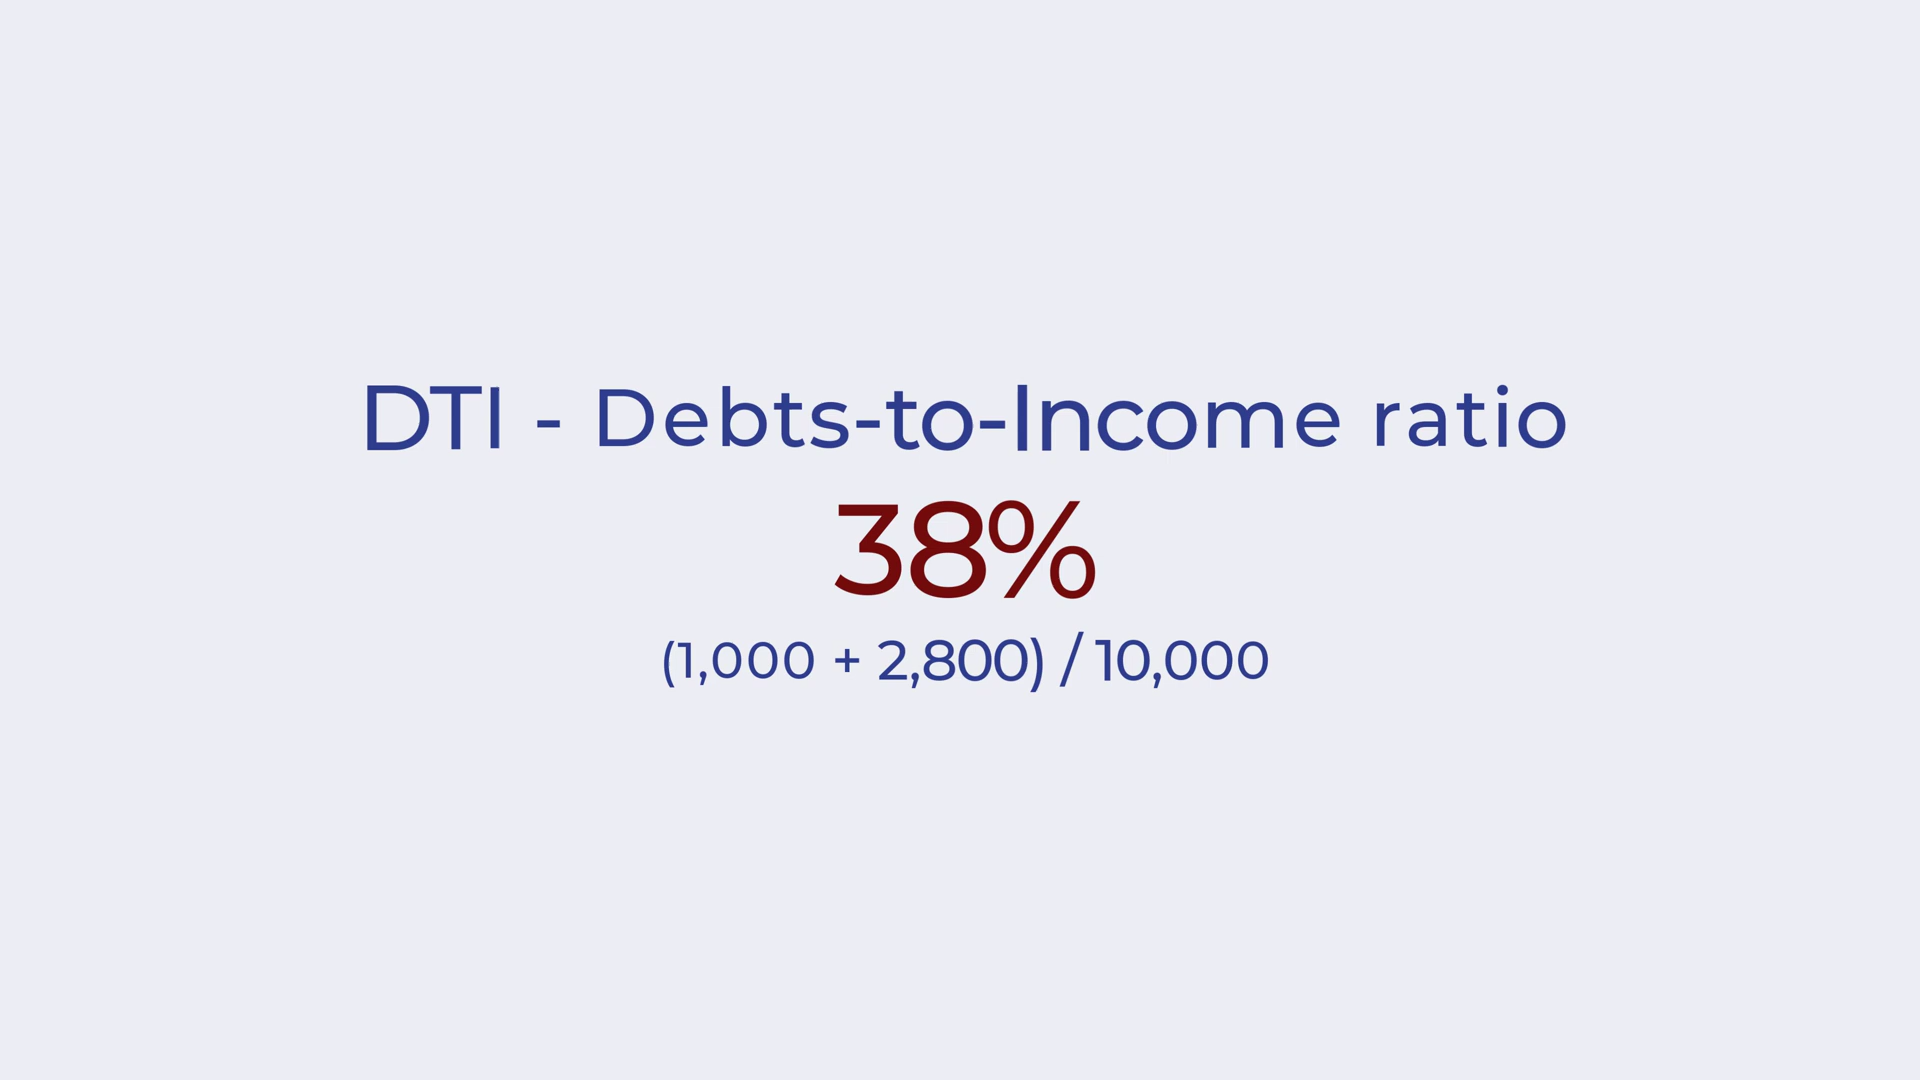 DTI - Debts-to-Income ratio
38%
(1,000 + 2,800) / 10,000